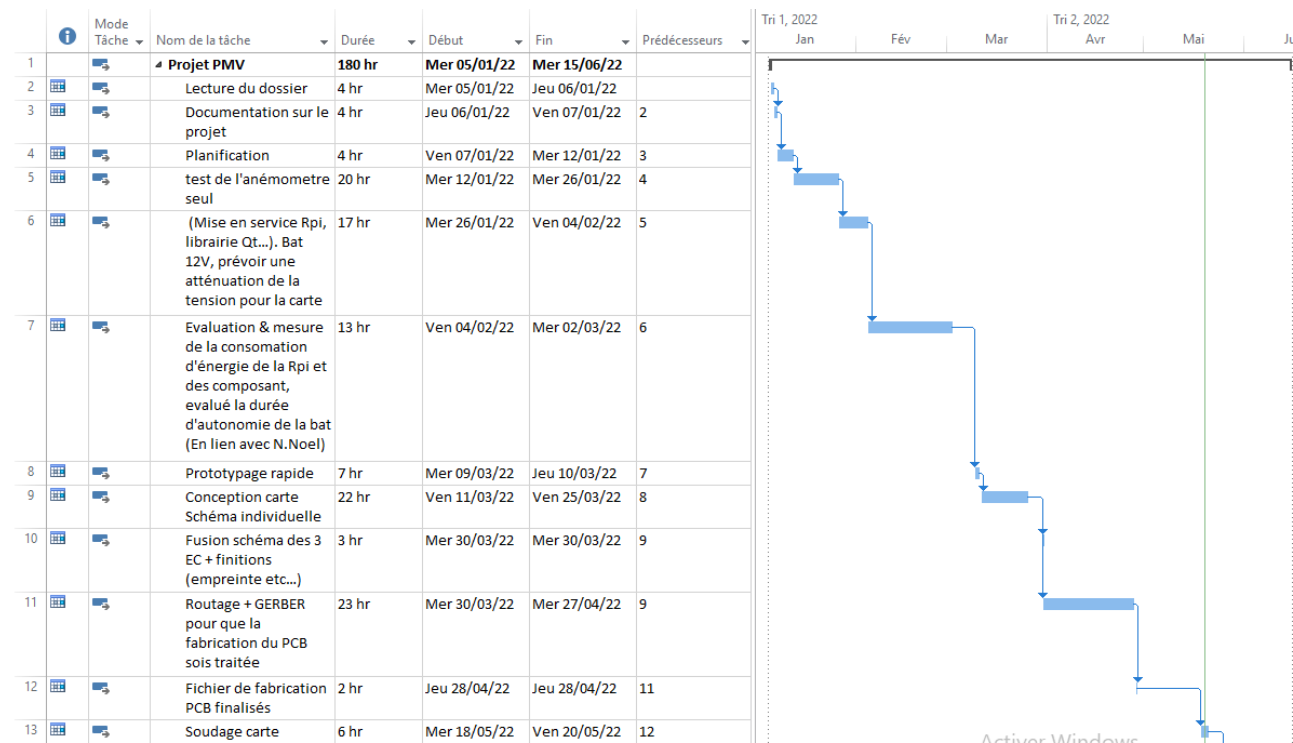 Tri 1, 2022 Tri 2, 2022
Mode
Tâche Nom de la tâche Durée Début Fin Prédécesseurs Jan Fév Mar Avr Mai Ju
1 Projet PMV 180 hr Mer 05/01/22 Mer 15/06/22
2 Lecture du dossier 4 hr Mer 05/01/22 Jeu 06/01/22
3 Documentation sur le 4 hr Jeu 06/01/22 Ven 07/01/22 2
projet
4 Planification 4 hr Ven 07/01/22 Mer 12/01/22 3
5 test de l'anémometre 20 hr Mer 12/01/22 Mer 26/01/22 4
seul
6 (Mise en service Rpi, 17 hr Mer 26/01/22 Ven 04/02/22 5
librairie Qt...). Bat
12V, prévoir une
atténuation de la
tension pour la carte
7 Evaluation & mesure 13 hr Ven 04/02/22 Mer 02/03/22 6
de la consomation
d'énergie de la Rpi et
des composant,
evalué la durée
d'autonomie de la bat
(En lien avec N.Noel)
8 Prototypage rapide 7 hr Mer 09/03/22 Jeu 10/03/22 7
9 Conception carte 22 hr Ven 11/03/22 Ven 25/03/22 8
Schéma individuelle
10 Fusion schéma des 3 3 hr Mer 30/03/22 Mer 30/03/22 9
EC + finitions
(empreinte etc...)
11 Routage + GERBER 23 hr Mer 30/03/22 Mer 27/04/22 9
pour que la
fabrication du PCB
sois traitée
12 Fichier de fabrication 2 hr Jeu 28/04/22 Jeu 28/04/22 11
PCB finalisés
13 Soudage carte 6 hr Mer 18/05/22 Ven 20/05/22 12
Activer Windows